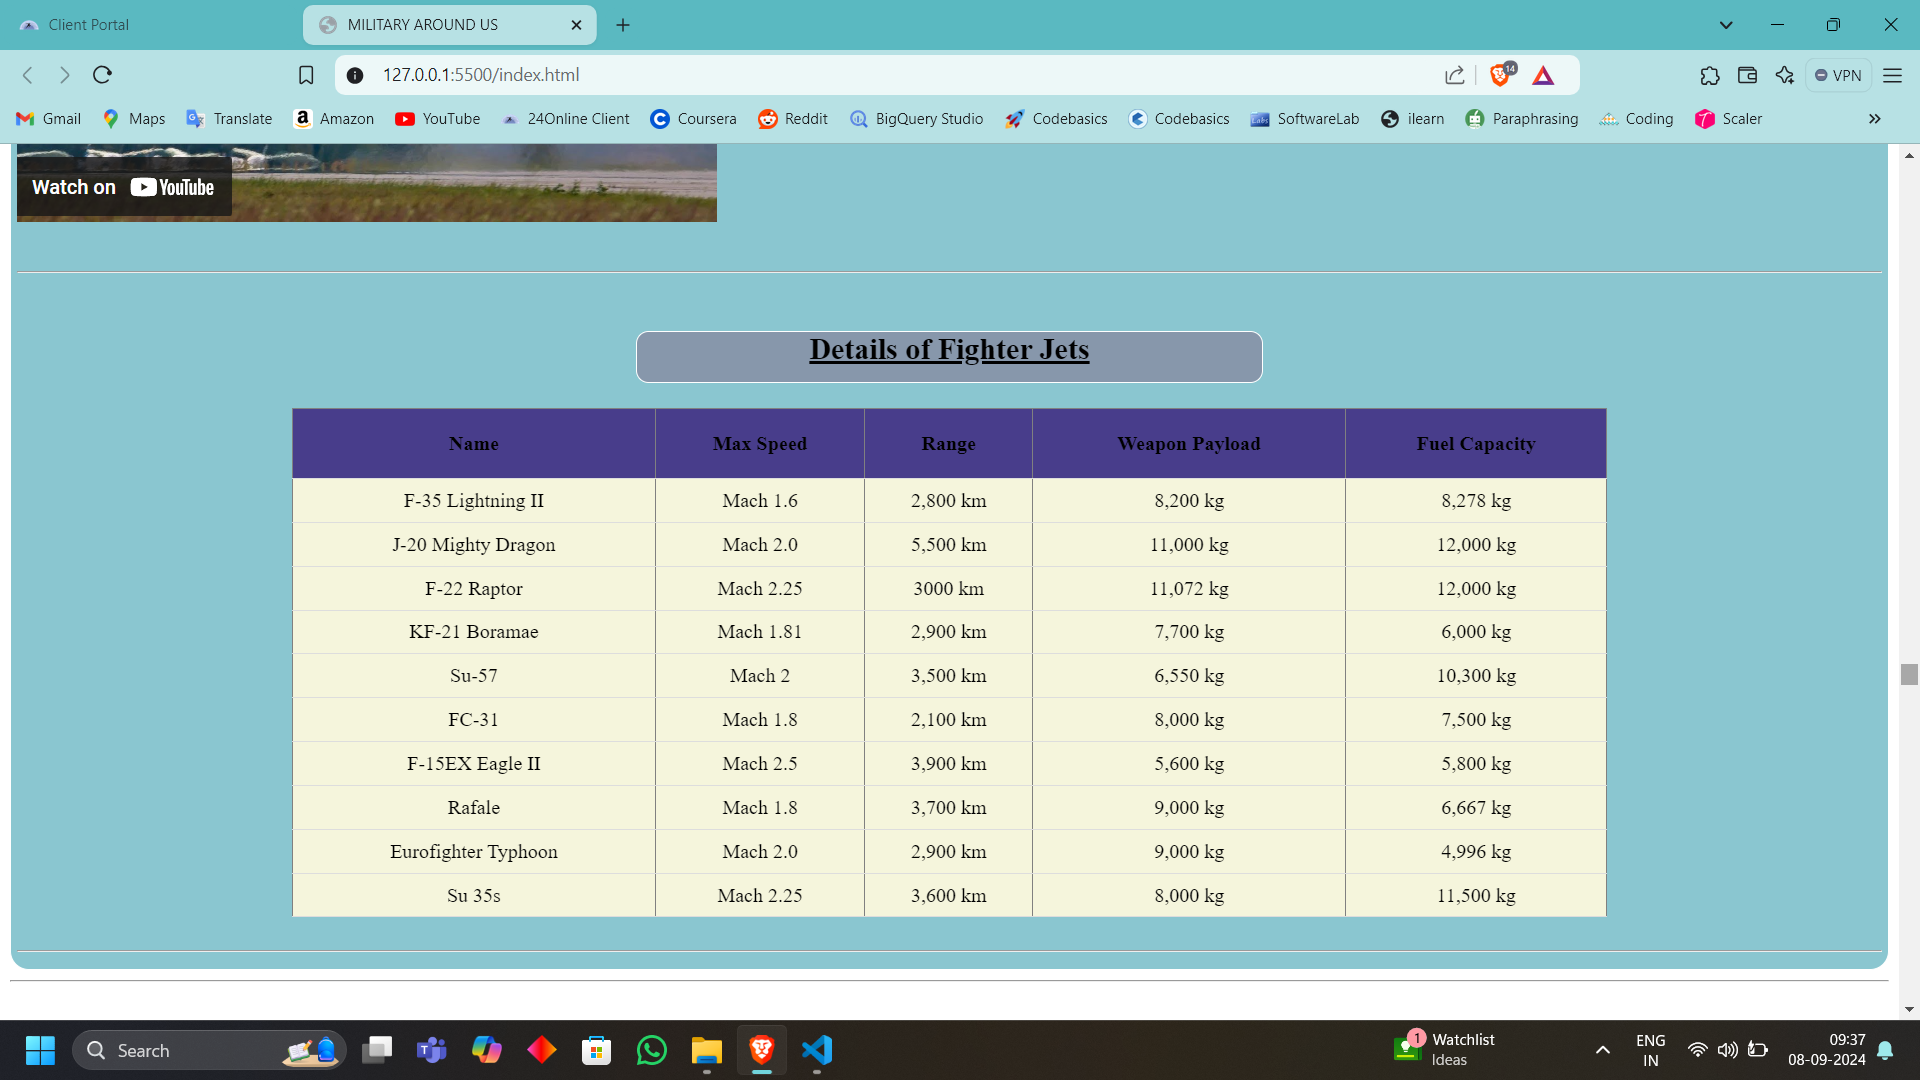 Client Portal MILITARY AROUND US
127.0.0.1:5500/index.html 14 VPN
Gmail Maps Translate Amazon YouTube 24Online Client Coursera Reddit BigQuery Studio Codebasics Codebasics SoftwareLab ilearn Paraphrasing Coding Scaler
Watch on YouTube
Details of Fighter Jets
Name Max Speed Range Weapon Payload Fuel Capacity
F-35 Lightning II Mach 1.6 2,800 km 8,200 kg 8,278 kg
J-20 Mighty Dragon Mach 2.0 5,500 km 11,000 kg 12,000 kg
F-22 Raptor Mach 2.25 3000 km 11,072 kg 12,000 kg
KF-21 Boramae Mach 1.81 2,900 km 7,700 kg 6,000 kg
Su-57 Mach 2 3,500 km 6,550 kg 10,300 kg
FC-31 Mach 1.8 2,100 km 8,000 kg 7,500 kg
F-15EX Eagle II Mach 2.5 3,900 km 5,600 kg 5,800 kg
Rafale Mach 1.8 3,700 km 9,000 kg 6,667 kg
Eurofighter Typhoon Mach 2.0 2,900 km 9,000 kg 4,996 kg
Su 35s Mach 2.25 3,600 km 8,000 kg 11,500 kg
Search
1 Watchlist
Ideas
ENG
IN
09:37
08-09-2024